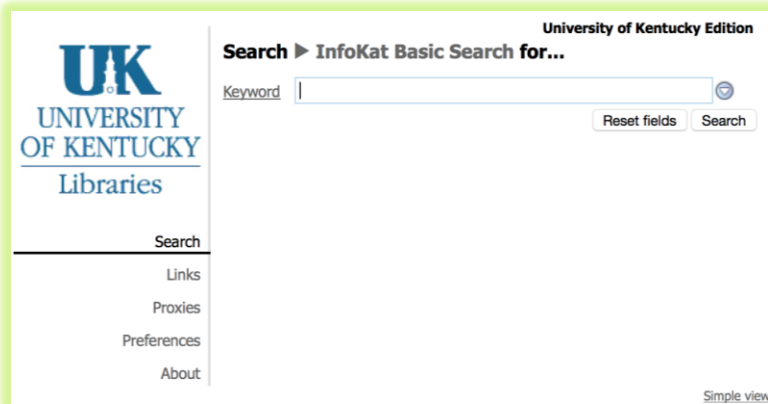 University of Kentucky Edition
UK
UNIVERSITY
OF KENTUCKY
Libraries
Search ▶ InfoKat Basic Search for...
Keyword
Reset fields Search
Search
Links
Proxies
Preferences
About
Simple view